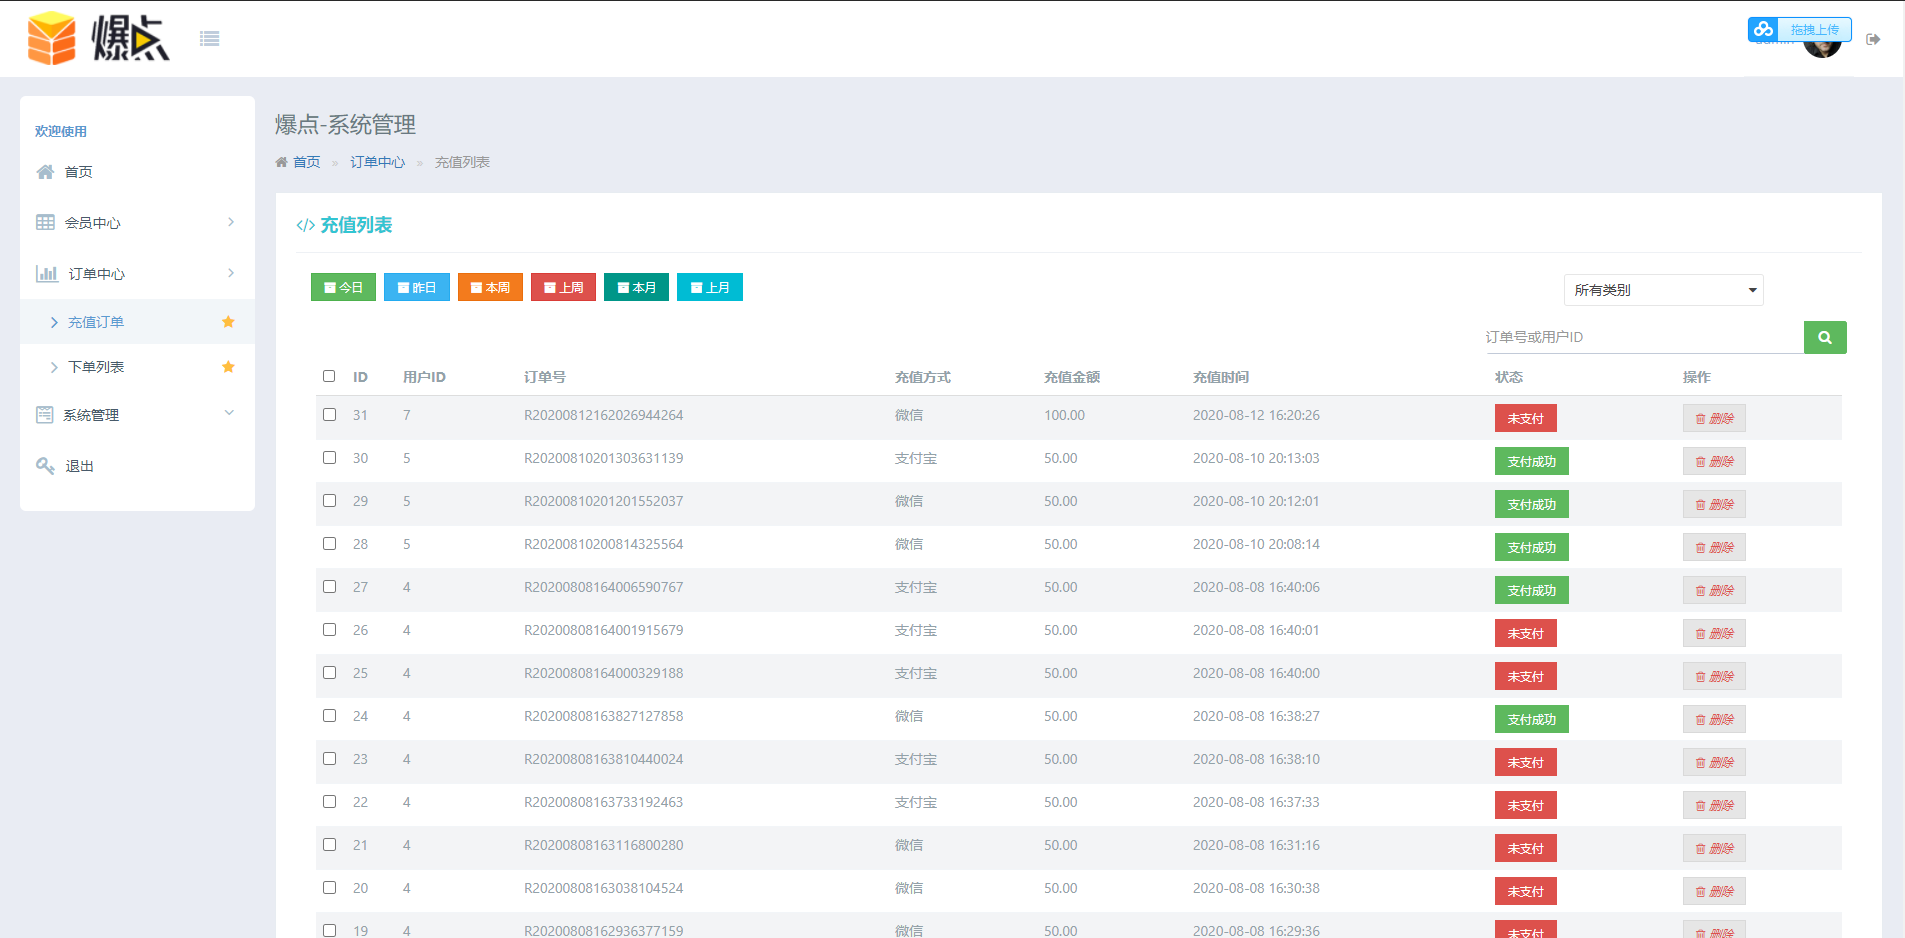 爆点
拖拽上传
欢迎使用
首页
会员中心
订单中心
充值订单
下单列表
系统管理
退出
爆点-系统管理
首页 » 订单中心 » 充值列表
</> 充值列表
今日 昨日 本周 上周 本月 上月
所有类别
订单号或用户ID
ID 用户ID 订单号 充值方式 充值金额 充值时间 状态 操作
31 7 R20200812162026944264 微信 100.00 2020-08-12 16:20:26 未支付 删除
30 5 R20200810201303631139 支付宝 50.00 2020-08-10 20:13:03 支付成功 删除
29 5 R20200810201201552037 微信 50.00 2020-08-10 20:12:01 支付成功 删除
28 5 R20200810200814325564 微信 50.00 2020-08-10 20:08:14 支付成功 删除
27 4 R20200808164006590767 支付宝 50.00 2020-08-08 16:40:06 支付成功 删除
26 4 R20200808164001915679 支付宝 50.00 2020-08-08 16:40:01 未支付 删除
25 4 R20200808164000329188 支付宝 50.00 2020-08-08 16:40:00 未支付 删除
24 4 R20200808163827127858 微信 50.00 2020-08-08 16:38:27 支付成功 删除
23 4 R20200808163810440024 支付宝 50.00 2020-08-08 16:38:10 未支付 删除
22 4 R20200808163733192463 支付宝 50.00 2020-08-08 16:37:33 未支付 删除
21 4 R20200808163116800280 微信 50.00 2020-08-08 16:31:16 未支付 删除
20 4 R20200808163038104524 微信 50.00 2020-08-08 16:30:38 未支付 删除
19 4 R20200808162936377159 微信 50.00 2020-08-08 16:29:36 未支付 删除